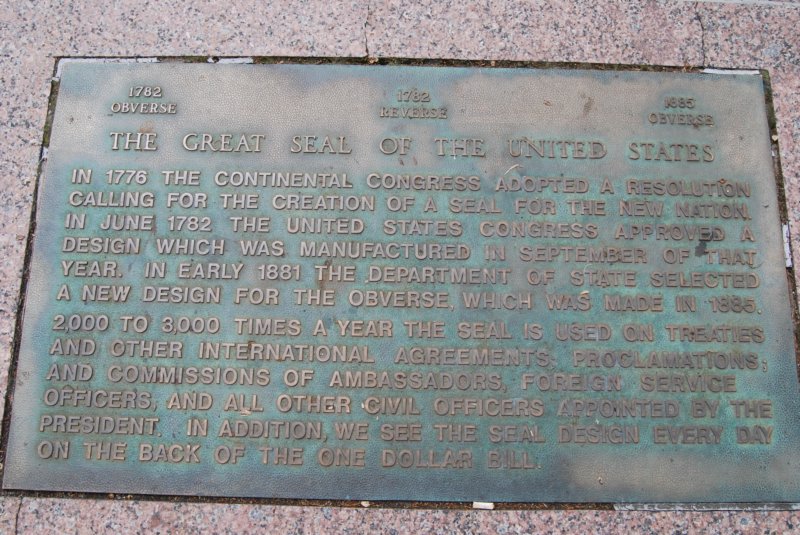 1782 1782 1885
OBVERSE REVERSE OBVERSE
THE GREAT SEAL OF THE UNITED STATES
IN 1776 THE CONTINENTAL CONGRESS ADOPTED A RESOLUTION
CALLING FOR THE CREATION OF A SEAL FOR THE NEW NATION.
IN JUNE 1782 THE UNITED STATES CONGRESS APPROVED A
DESIGN WHICH WAS MANUFACTURED IN SEPTEMBER OF THAT
YEAR. IN EARLY 1881 THE DEPARTMENT OF STATE SELECTED
A NEW DESIGN FOR THE OBVERSE, WHICH WAS MADE IN 1885.
2,000 TO 3,000 TIMES A YEAR THE SEAL IS USED ON TREATIES
AND OTHER INTERNATIONAL AGREEMENTS, PROCLAMATIONS,
AND COMMISSIONS OF AMBASSADORS, FOREIGN SERVICE
OFFICERS, AND ALL OTHER CIVIL OFFICERS APPOINTED BY THE
PRESIDENT. IN ADDITION, WE SEE THE SEAL DESIGN EVERY DAY
ON THE BACK OF THE ONE DOLLAR BILL.